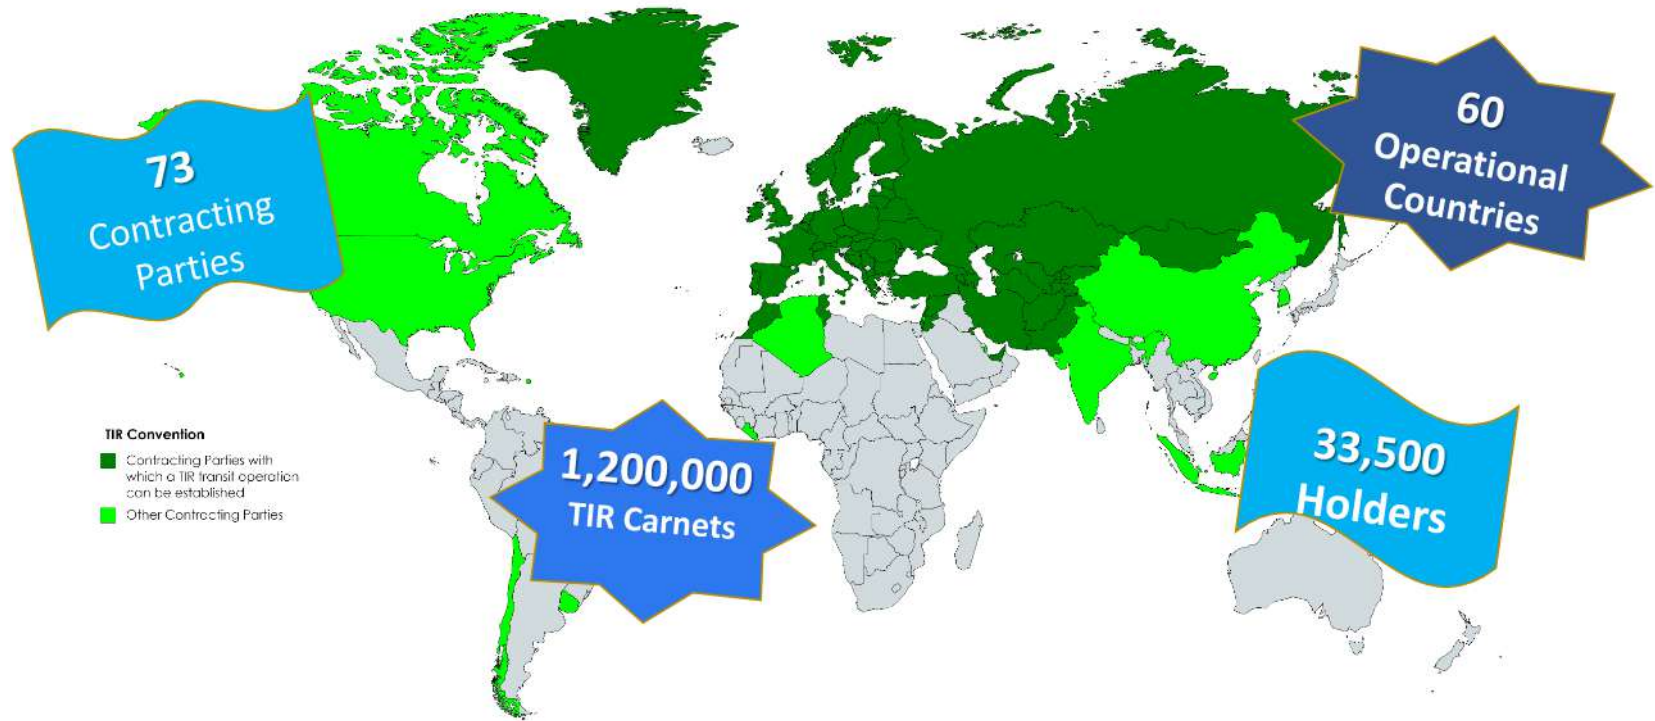 73
Contracting
Parties
60
Operational
Countries
TIR Convention
Contracting Parties with
which a TIR transit operation
can be established
Other Contracting Parties
1,200,000
TIR Carnets
33,500
Holders